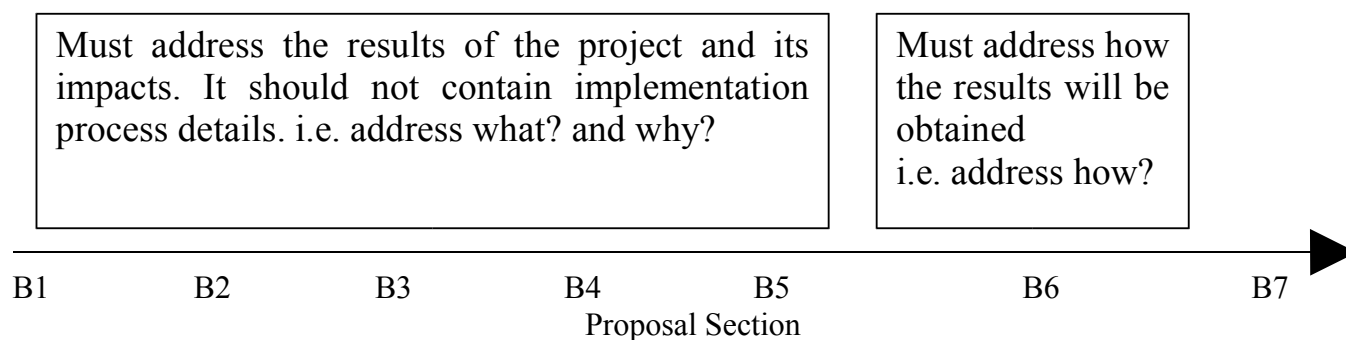 Must address the results of the project and its
impacts. It should not contain implementation
process details. i.e. address what? and why?
Must address how
the results will be
obtained
i.e. address how?
B1 B2 B3 B4 B5 B6 B7
Proposal Section